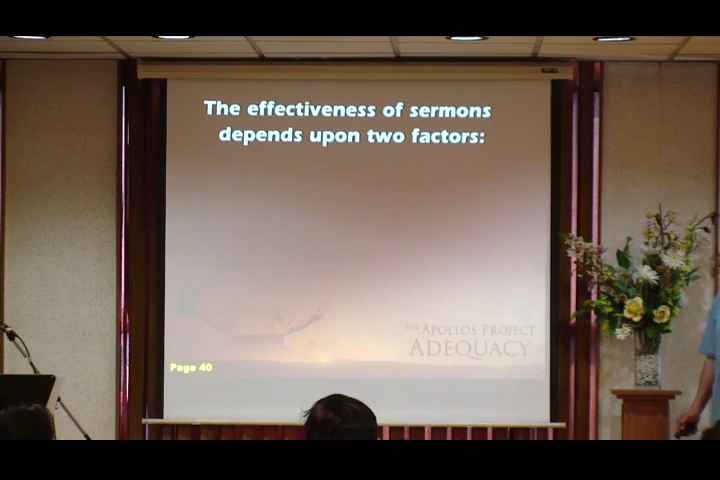 The effectiveness of sermons
depends upon two factors:
THE APOLLOS PROJECT
ADEQUACY
Page 40